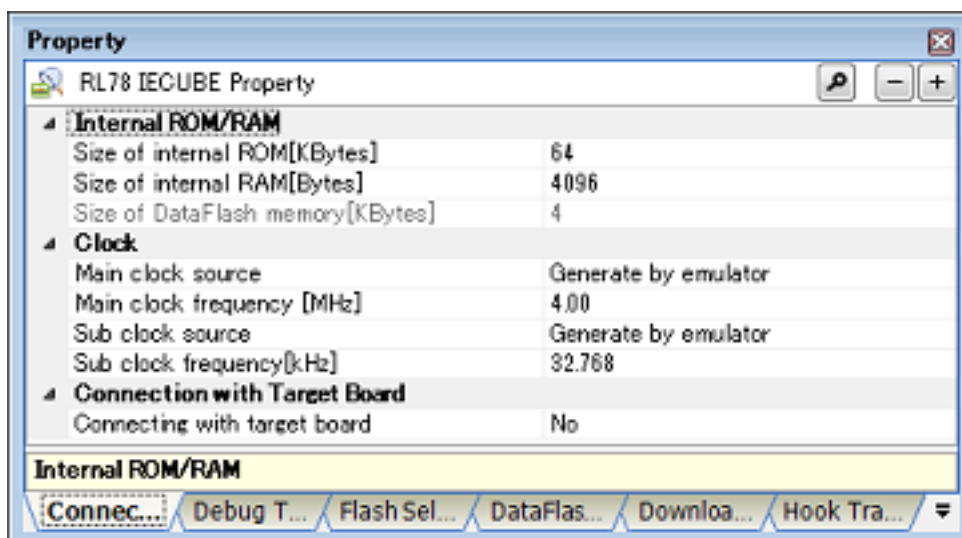 Property
RL78 IECUBE Property
Internal ROM/RAM
Size of internal ROM[KBytes] 64
Size of internal RAM[Bytes] 4096
Size of DataFlash memory[KBytes] 4
Clock
Main clock source Generate by emulator
Main clock frequency [MHz] 4.00
Sub clock source Generate by emulator
Sub clock frequency[kHz] 32.768
Connection with Target Board
Connecting with target board No
Internal ROM/RAM
Connec... Debug T... Flash Sel... DataFlas... Downloa... Hook Tra...